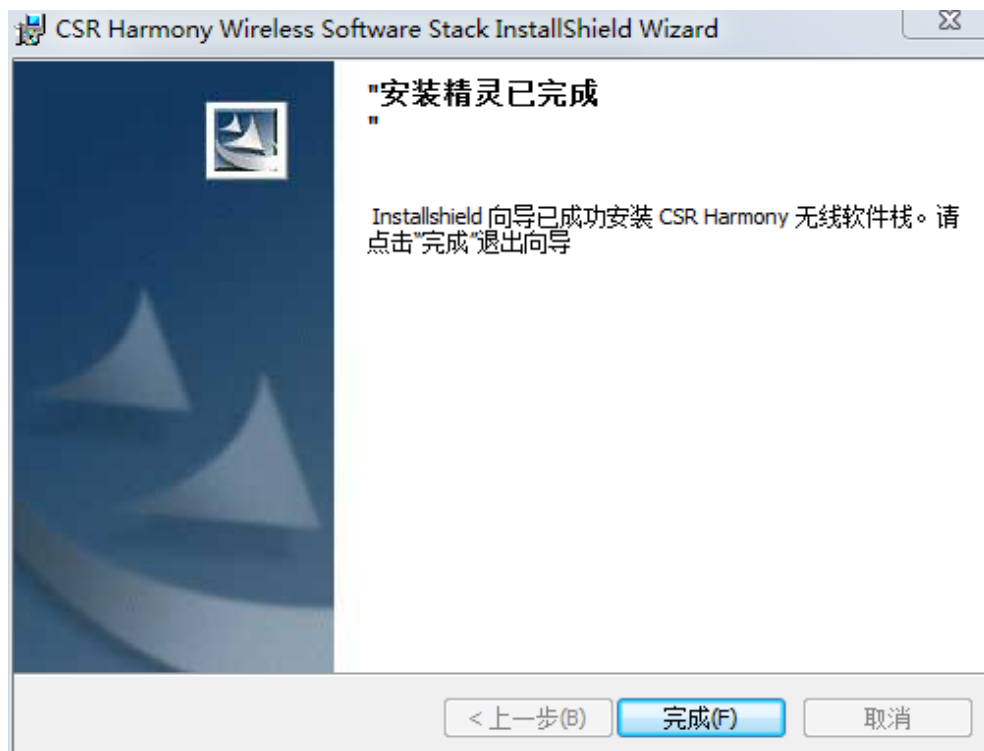 CSR Harmony Wireless Software Stack InstallShield Wizard
"安装精灵已完成
"
Installshield 向导已成功安装 CSR Harmony 无线软件栈。请
点击"完成"退出向导
<上一步(B) 完成(F) 取消